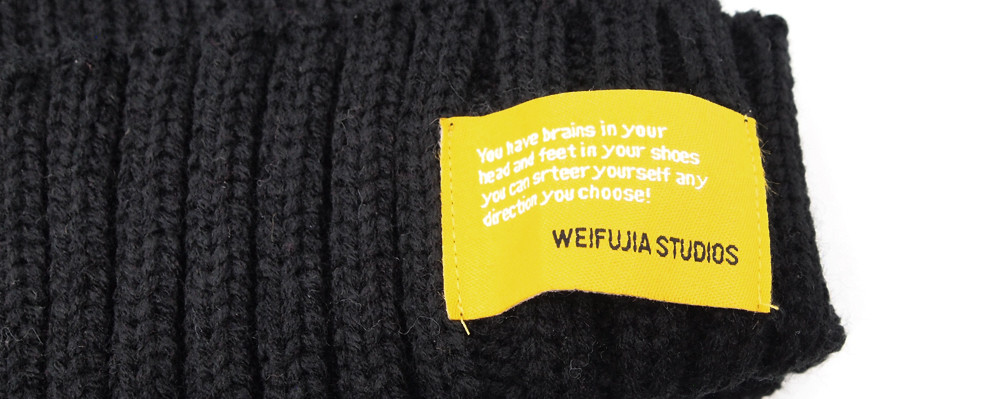 You have brains in your
head and feet in your shoes
you can srteer yourself any
direction you choose!
WEIFUJIA STUDIOS